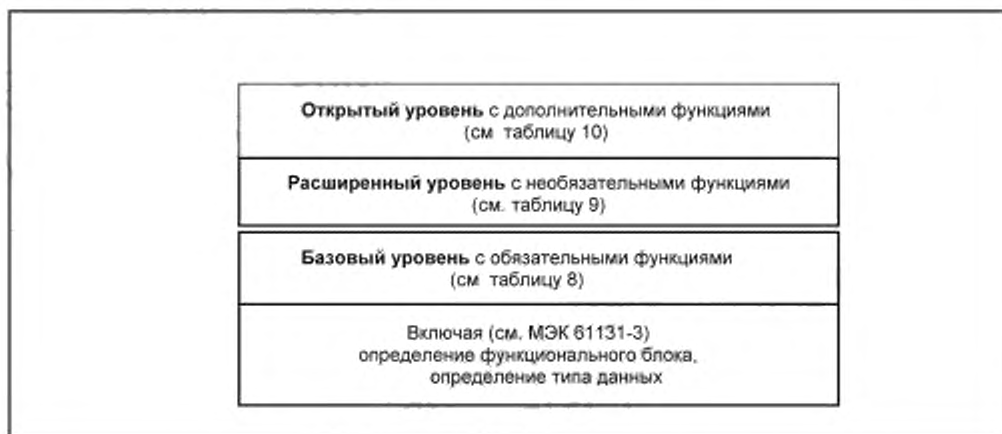 Открытый уровень с дополнительными функциями
(см таблицу 10)
Расширенный уровень с необязательными функциями
(см. таблицу 9)
Базовый уровень с обязательными функциями
(см таблицу 8)
Включая (см. МЭК 61131-3)
определение функционального блока,
определение типа данных